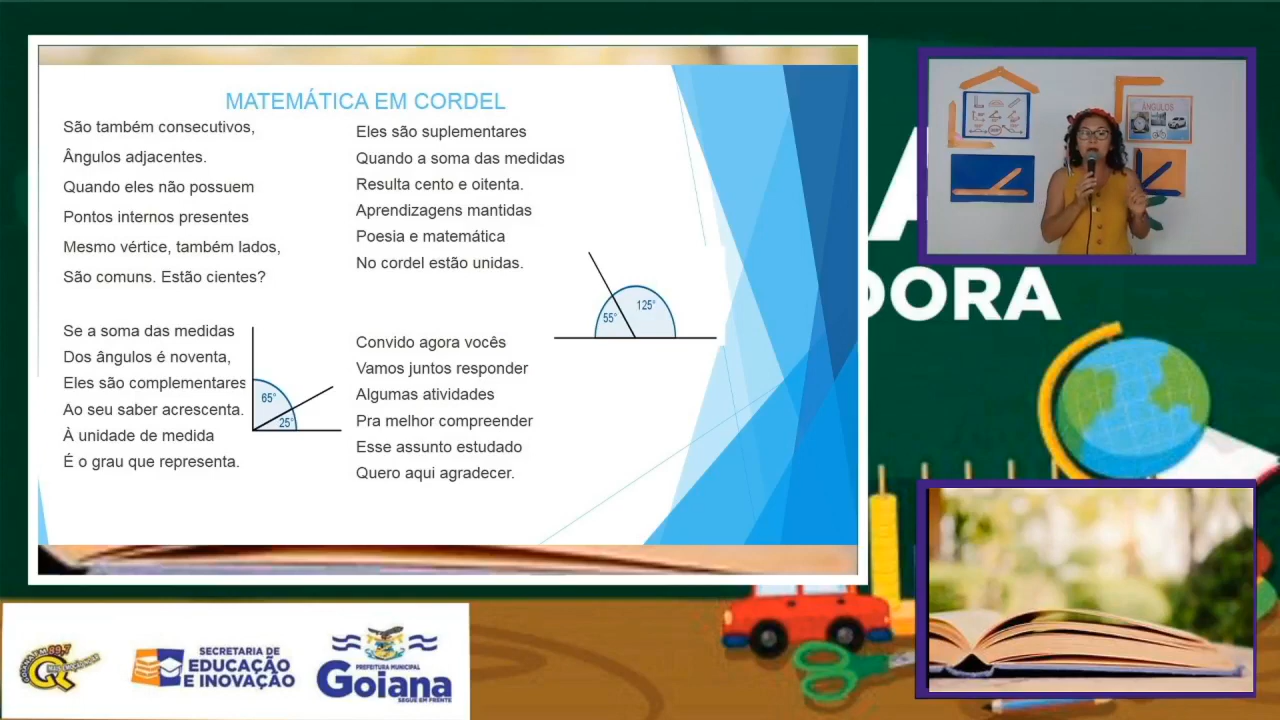 MATEMÁTICA EM CORDEL
São também consecutivos,
Ângulos adjacentes.
Quando eles não possuem
Pontos internos presentes
Mesmo vértice, também lados,
São comuns. Estão cientes?
Se a soma das medidas
Dos ângulos é noventa,
Eles são complementares
Ao seu saber acrescenta.
À unidade de medida
É o grau que representa.
65°
25°
Eles são suplementares
Quando a soma das medidas
Resulta cento e oitenta.
Aprendizagens mantidas
Poesia e matemática
No cordel estão unidas.
Convido agora vocês
Vamos juntos responder
Algumas atividades
Pra melhor compreender
Esse assunto estudado
Quero aqui agradecer.
55°
125°
ÂNGULOS
DORA
GOIANA FM 89.7
SECRETARIA DE
EDUCAÇÃO
E INOVAÇÃO
PREFEITURA MUNICIPAL
Goiana
SEGUE EM FRENTE